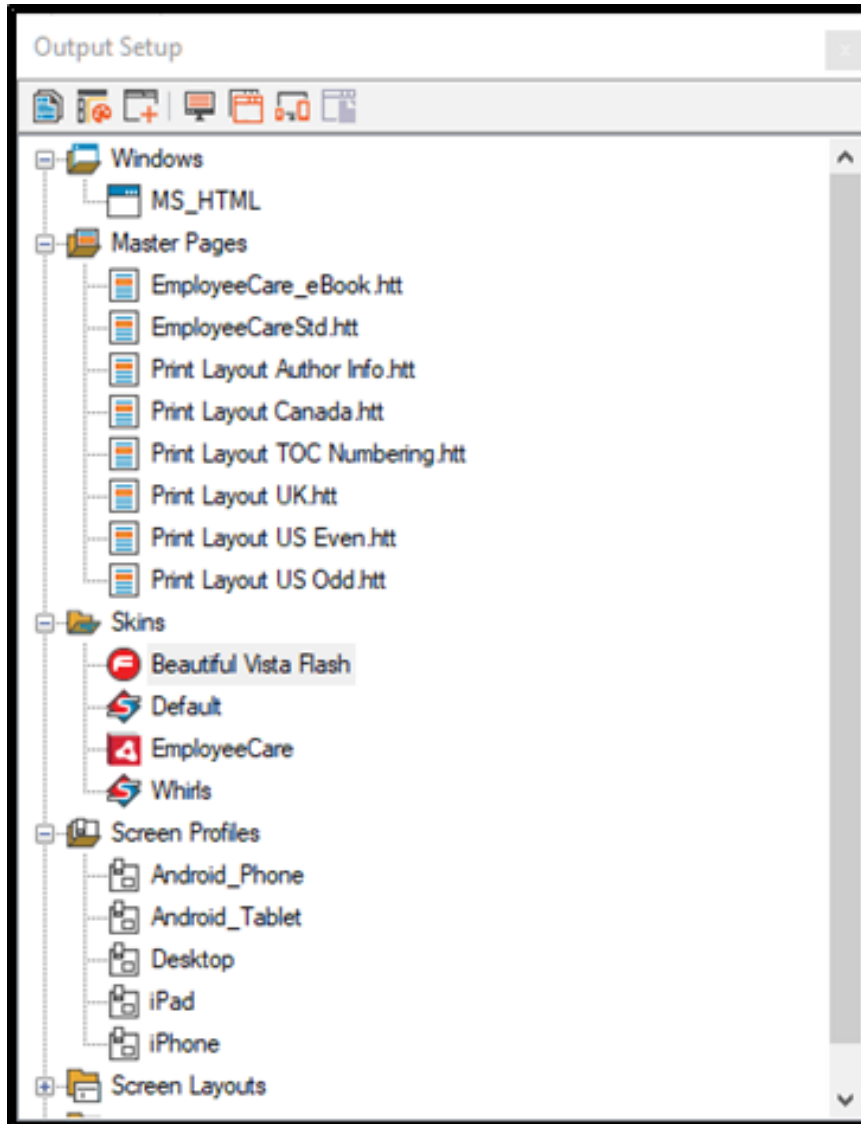 Output Setup
Windows
MS_HTML
Master Pages
EmployeeCare_eBook.htt
EmployeeCareStd.htt
Print Layout Author Info.htt
Print Layout Canada.htt
Print Layout TOC Numbering.htt
Print Layout UK.htt
Print Layout US Even.htt
Print Layout US Odd.htt
Skins
Beautiful Vista Flash
Default
EmployeeCare
Whirls
Screen Profiles
Android_Phone
Android_Tablet
Desktop
iPad
iPhone
Screen Layouts